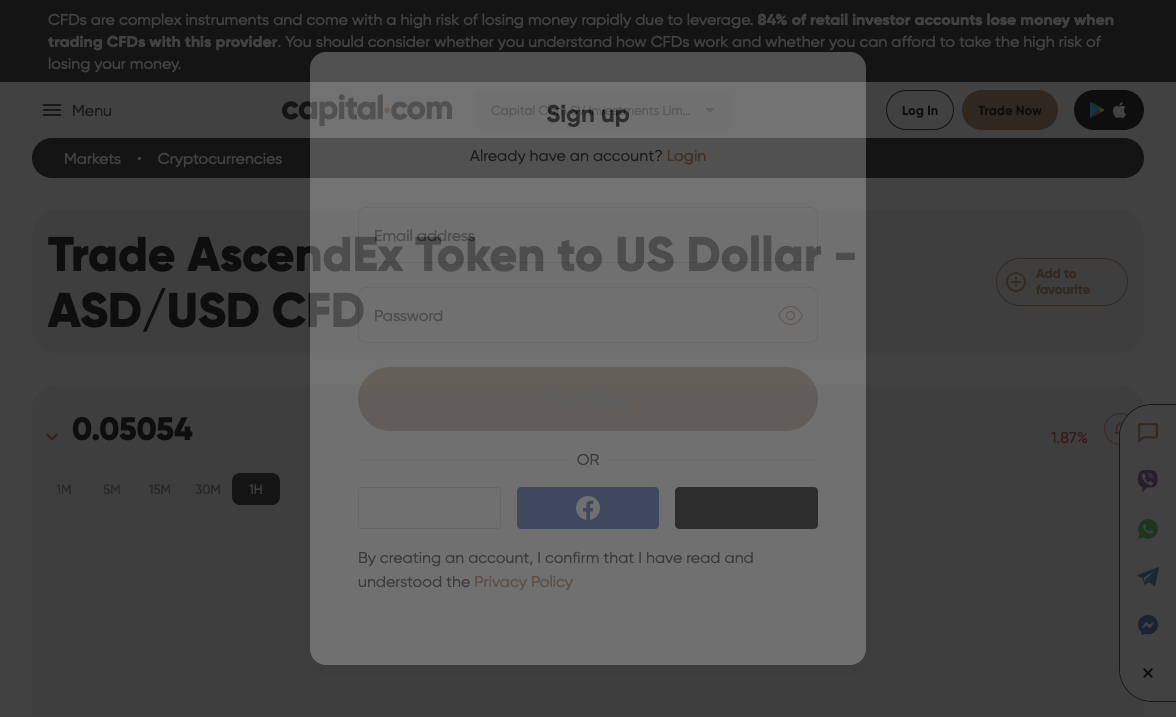 CFDs are complex instruments and come with a high risk of losing money rapidly due to leverage. 84% of retail investor accounts lose money when
trading CFDs with this provider. You should consider whether you understand how CFDs work and whether you can afford to take the high risk of
losing your money.
Menu
capital.com
Capital Com SV Investments Lim...
Log In
Trade Now
Sign up
Markets
Cryptocurrencies
Already have an account? Login
Email address
Trade AscendEx Token to US Dollar -
ASD/USD CFD
Add to
favourite
Password
0.05054
1.87%
OR
1M
5M
15M
30M
1H
By creating an account, I confirm that I have read and
understood the Privacy Policy